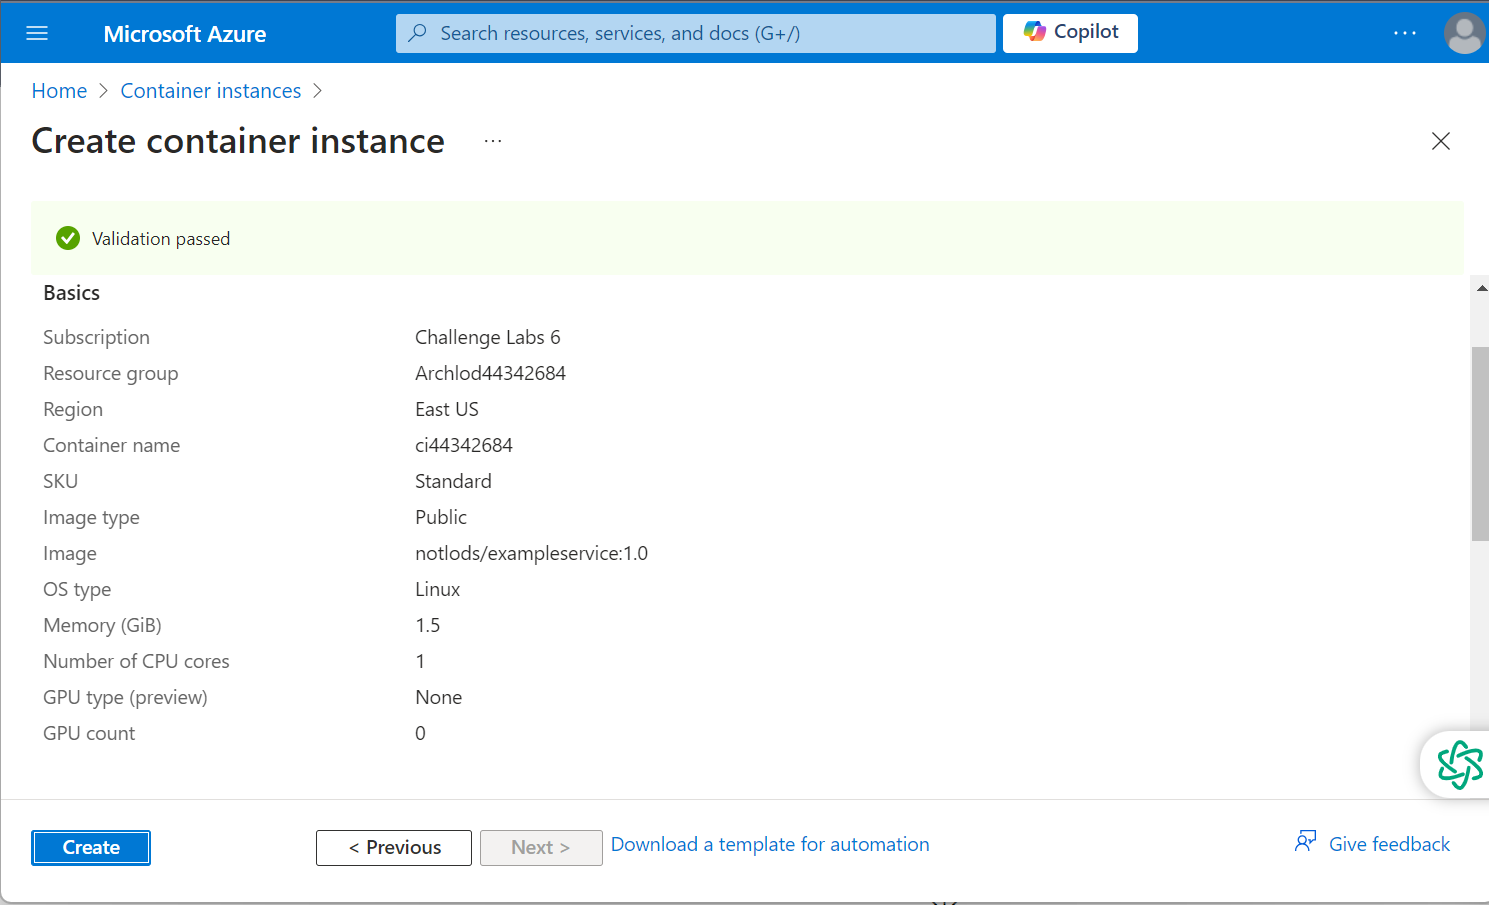 Microsoft Azure
Search resources, services, and docs (G+/)
Copilot
Home > Container instances >
Create container instance ...
Validation passed
Basics
Subscription Challenge Labs 6
Resource group Archlod44342684
Region East US
Container name ci44342684
SKU Standard
Image type Public
Image notlods/exampleservice:1.0
OS type Linux
Memory (GiB) 1.5
Number of CPU cores 1
GPU type (preview) None
GPU count 0
Create
< Previous
Next >
Download a template for automation
Give feedback